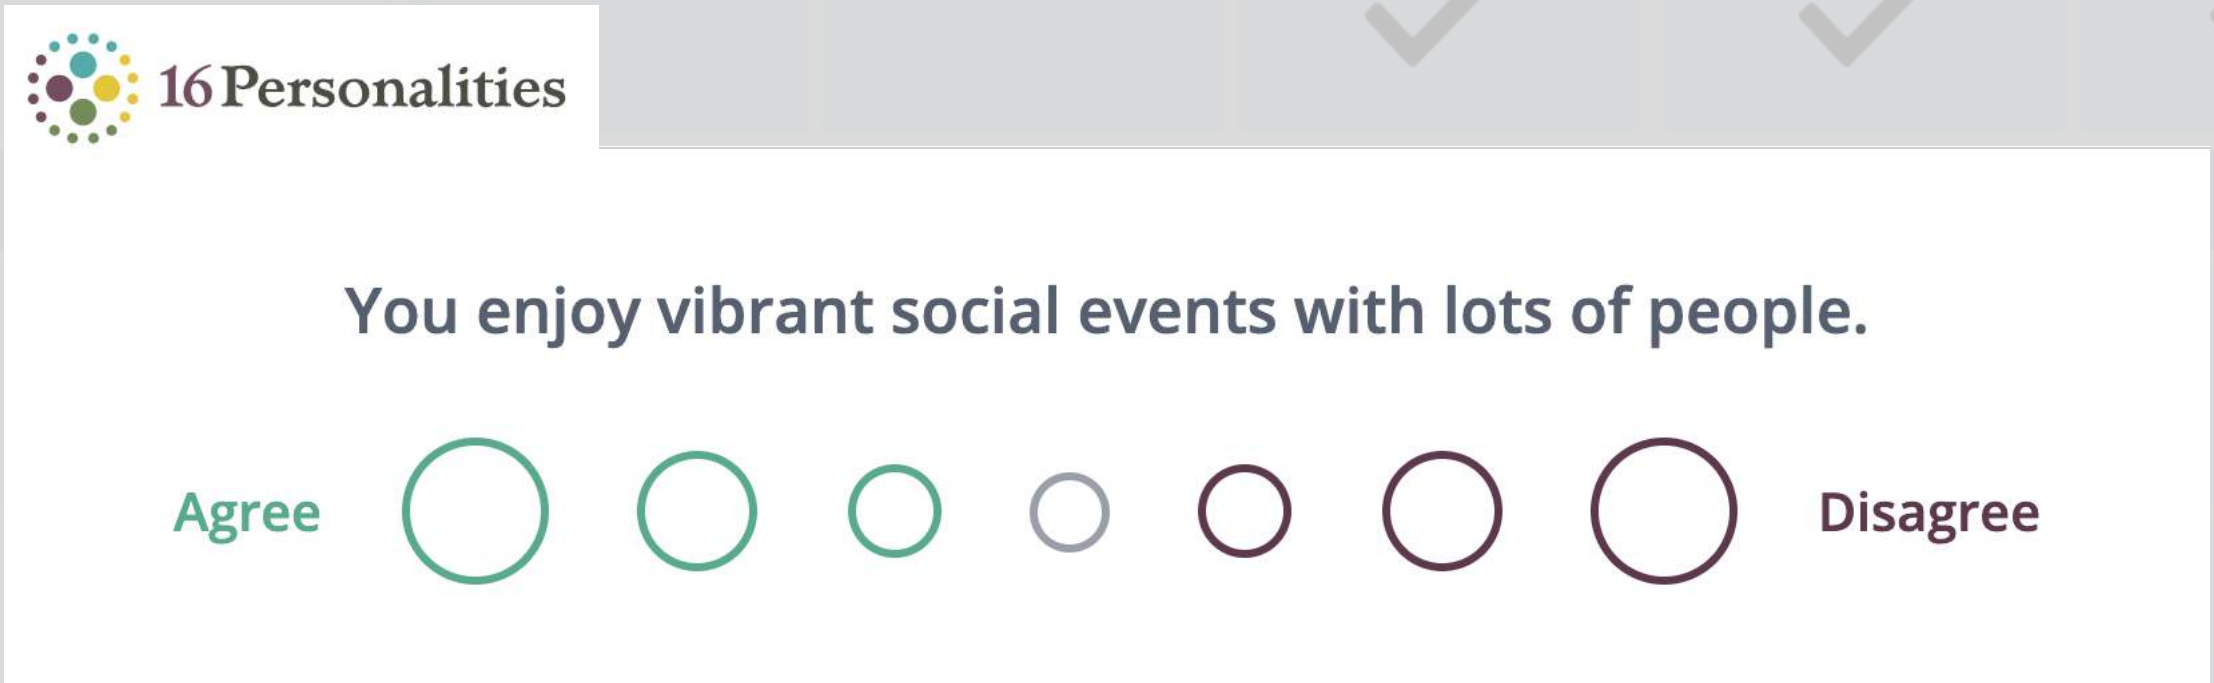 16Personalities
You enjoy vibrant social events with lots of people.
Agree
Disagree